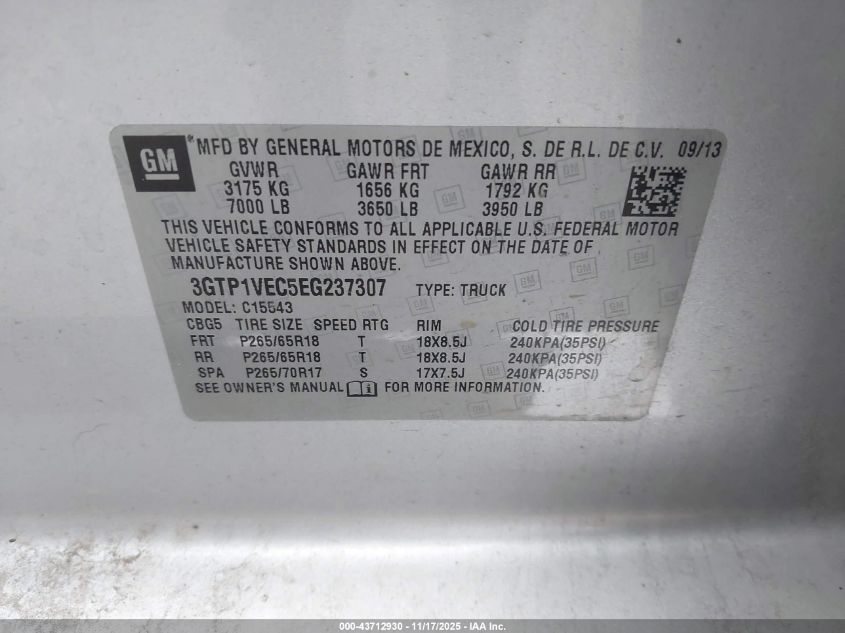 GM
MFD BY GENERAL MOTORS DE MEXICO, S. DE R.L. DE C.V. 09/13
GVWR GAWR FRT GAWR RR
3175 KG 1656 KG 1792 KG
7000 LB 3650 LB 3950 LB
THIS VEHICLE CONFORMS TO ALL APPLICABLE U.S. FEDERAL MOTOR
VEHICLE SAFETY STANDARDS IN EFFECT ON THE DATE OF
MANUFACTURE SHOWN ABOVE.
3GTP1VEC5EG237307 TYPE: TRUCK
MODEL: C15543
CBG5 TIRE SIZE SPEED RTG RIM COLD TIRE PRESSURE
FRT P265/65R18 T 18X8.5J 240KPA(35PSI)
RR P265/65R18 T 18X8.5J 240KPA(35PSI)
SPA P265/70R17 S 17X7.5J 240KPA(35PSI)
SEE OWNER'S MANUAL FOR MORE INFORMATION.
000-43712930 - 11/17/2025 - IAA Inc.